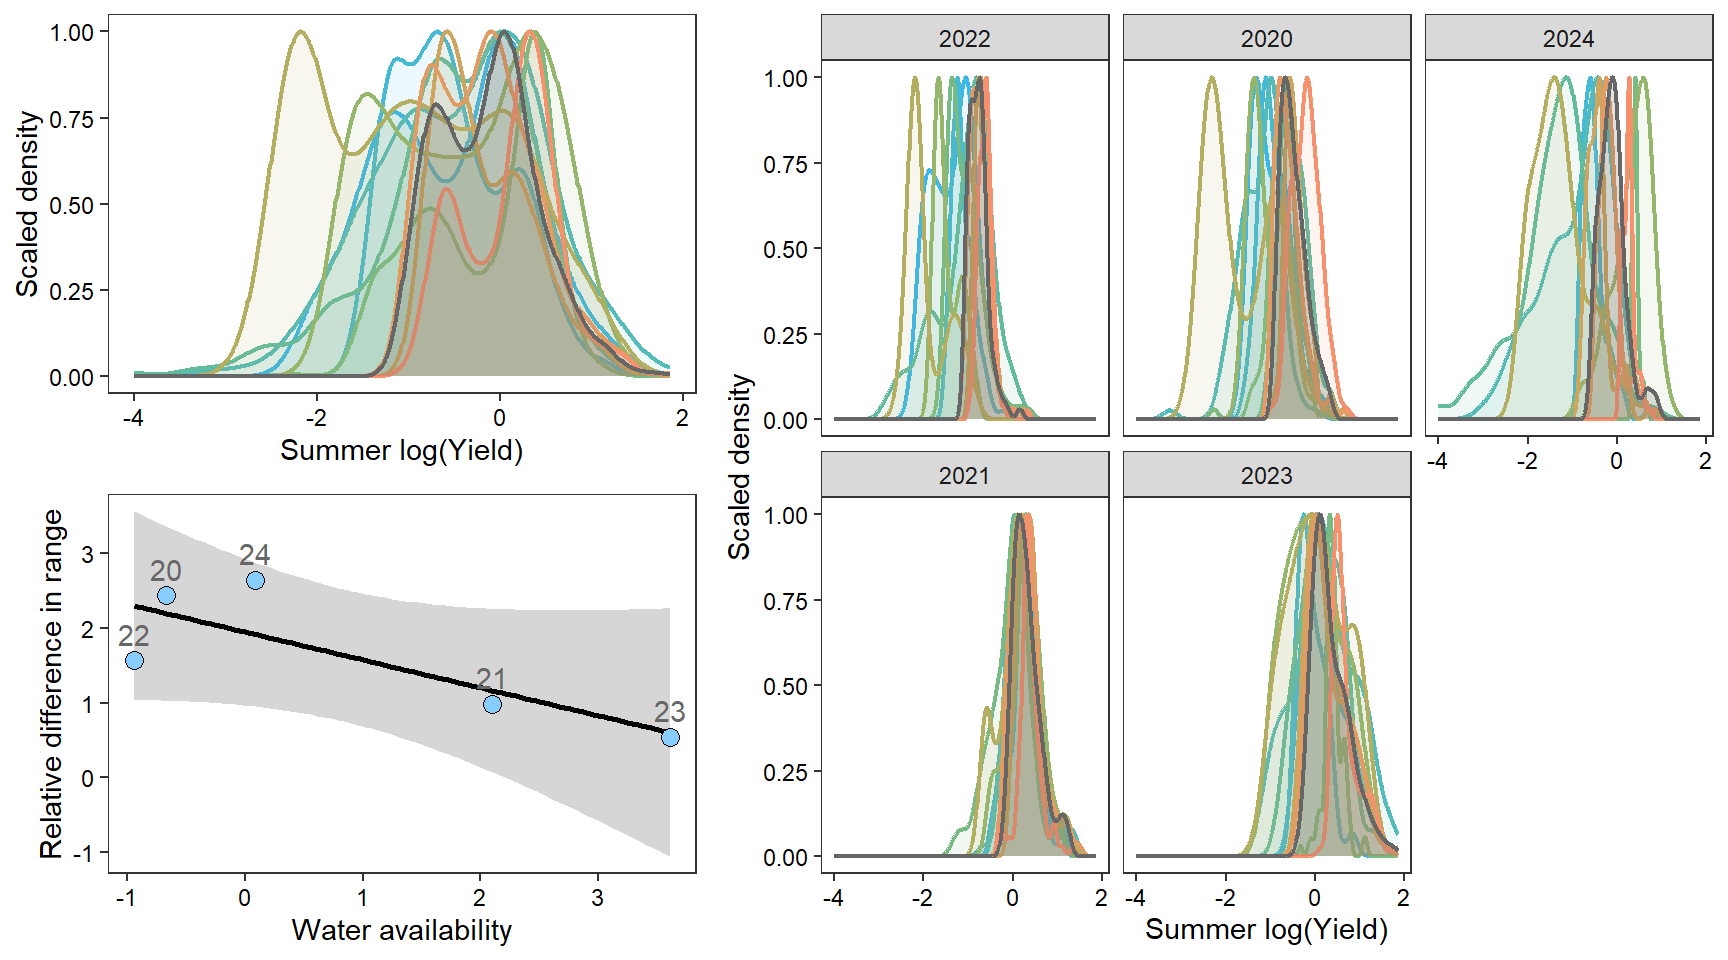 Scaled density
1.00
0.75
0.50
0.25
0.00
-4 -2 0 2
Summer log(Yield)
Relative difference in range
3
2
1
0
-1
20
24
22
21
23
-1 0 1 2 3
Water availability
Scaled density
2022 2020 2024
1.00
0.75
0.50
0.25
0.00
-4 -2 0 2
2021 2023
1.00
0.75
0.50
0.25
0.00
-4 -2 0 2 -4 -2 0 2
Summer log(Yield)